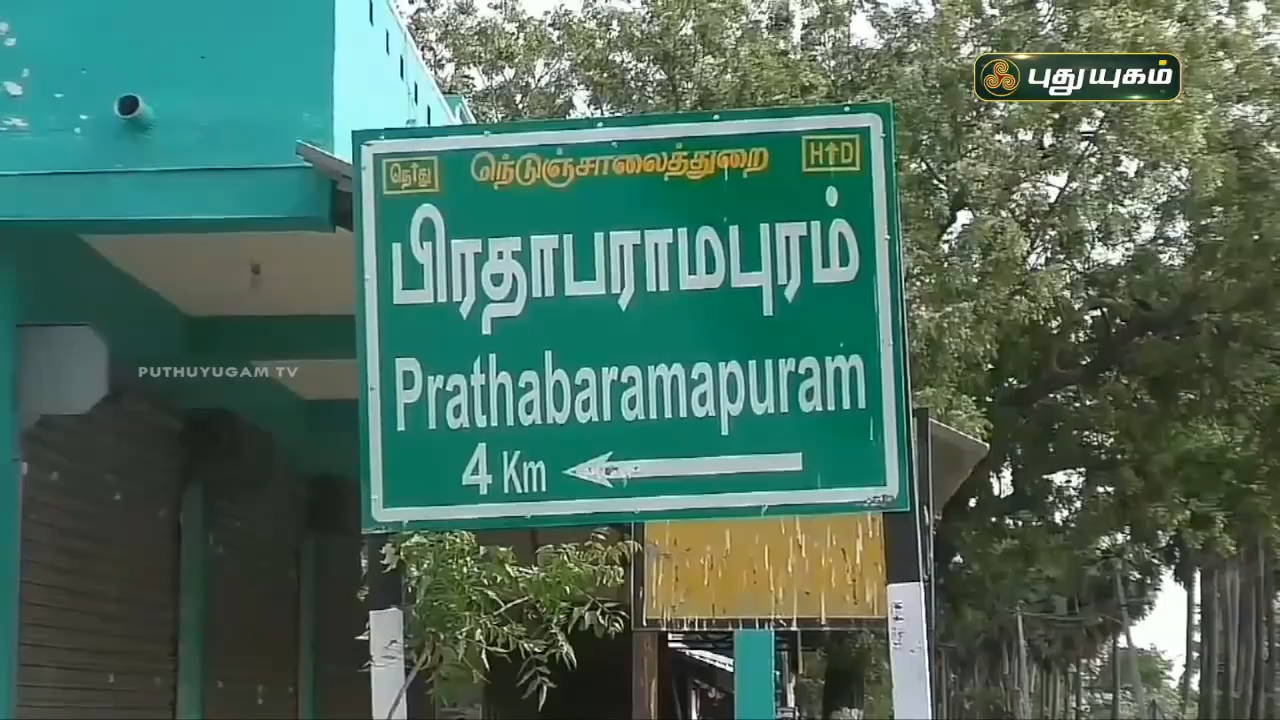 புதுயுகம்
நெது நெடுஞ்சாலைத்துறை H↑D
பிரதாபராமபுரம்
Prathabaramapuram
4 Km ←
PUTHUYUGAM TV